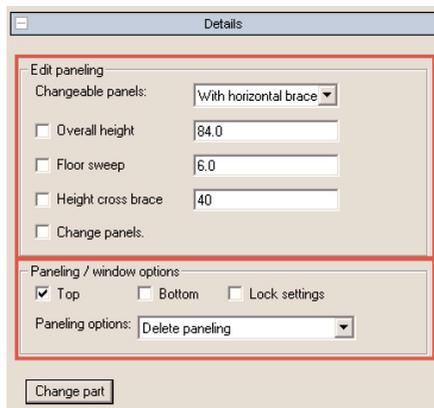 Details
Edit paneling
Changeable panels: With horizontal brace
Overall height 84.0
Floor sweep 6.0
Height cross brace 40
Change panels.
Paneling / window options
Top Bottom Lock settings
Paneling options: Delete paneling
Change part